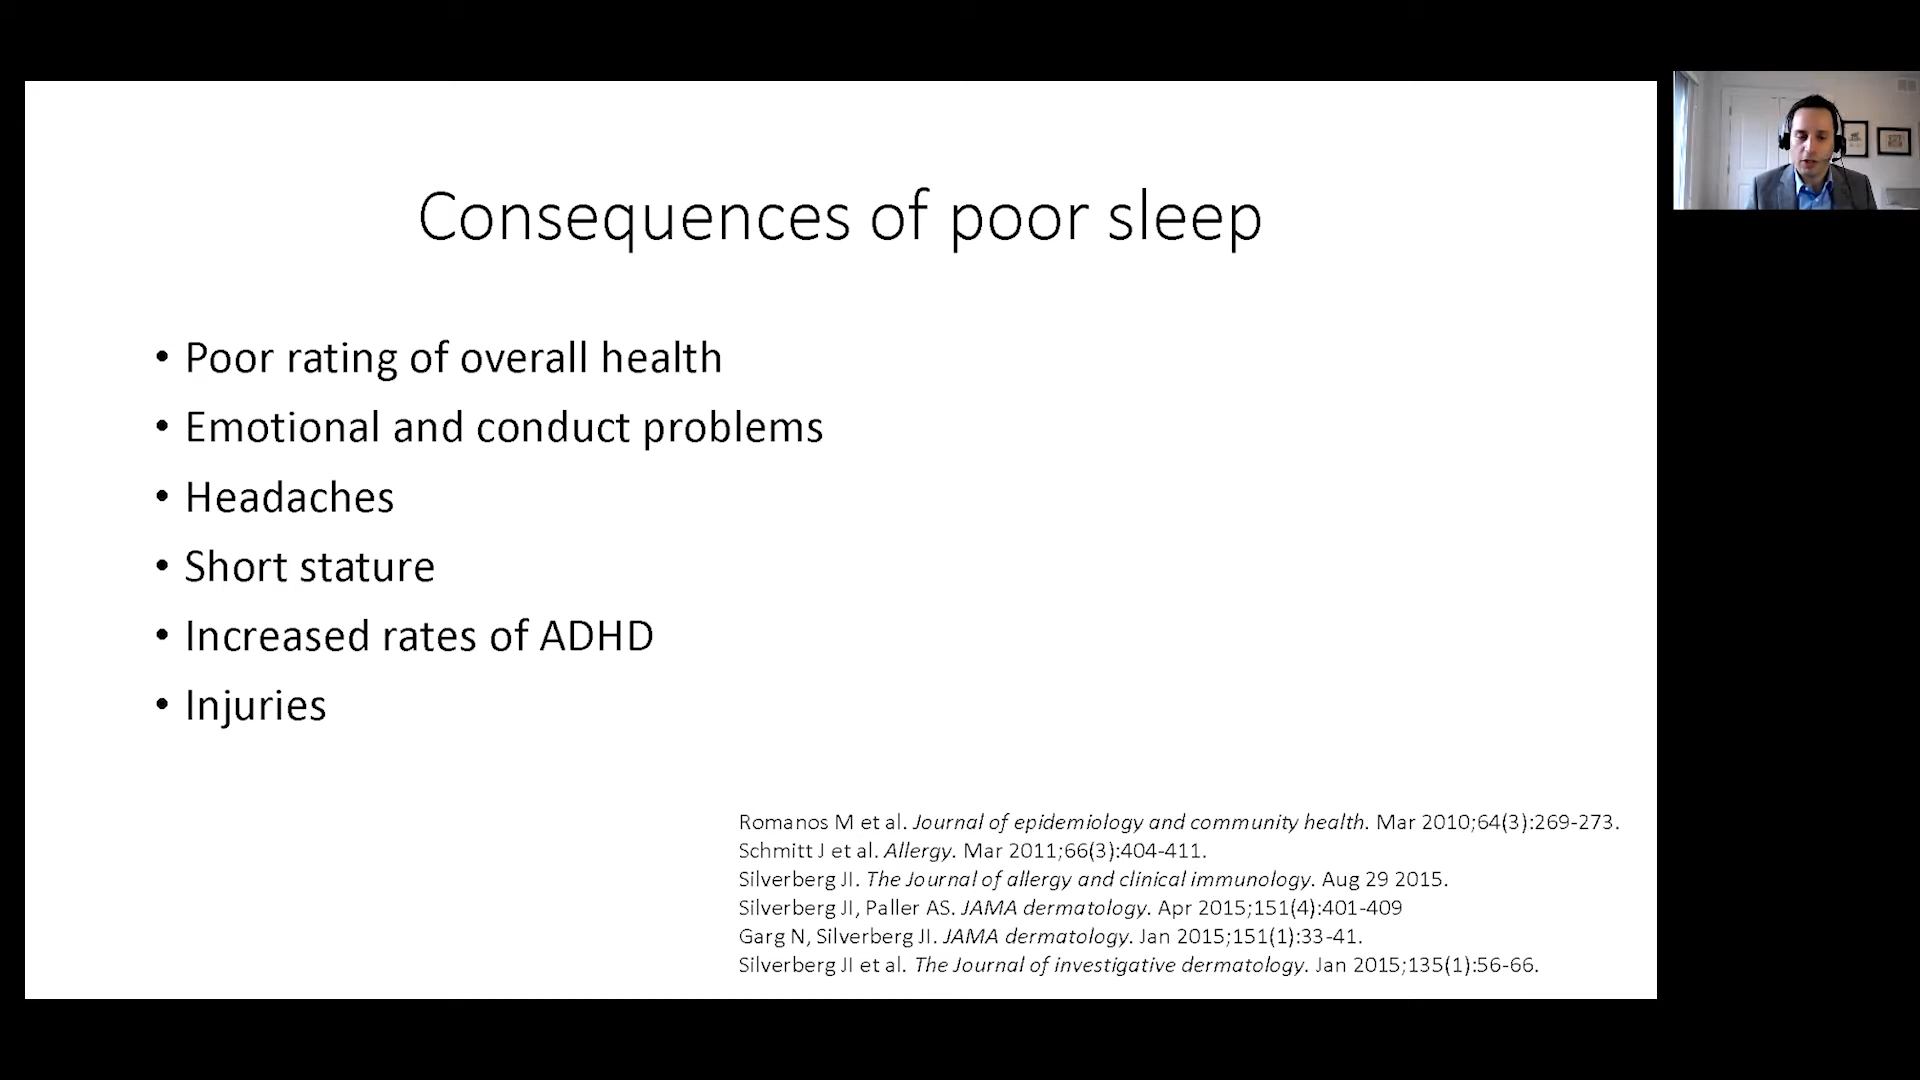 Consequences of poor sleep
• Poor rating of overall health
• Emotional and conduct problems
• Headaches
• Short stature
• Increased rates of ADHD
• Injuries
Romanos M et al. Journal of epidemiology and community health. Mar 2010;64(3):269-273.
Schmitt J et al. Allergy. Mar 2011;66(3):404-411.
Silverberg JI. The Journal of allergy and clinical immunology. Aug 29 2015.
Silverberg JI, Paller AS. JAMA dermatology. Apr 2015;151(4):401-409
Garg N, Silverberg JI. JAMA dermatology. Jan 2015;151(1):33-41.
Silverberg JI et al. The Journal of investigative dermatology. Jan 2015;135(1):56-66.